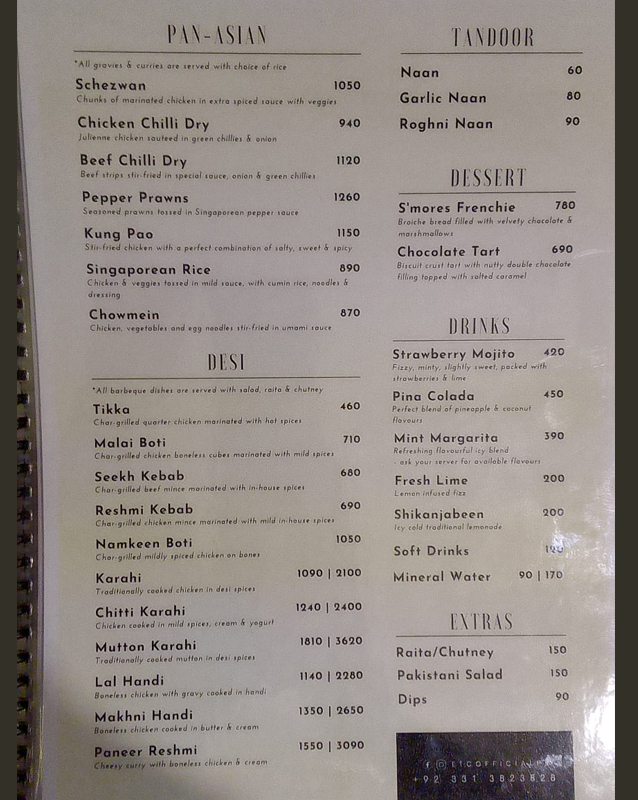 PAN-ASIAN
*All gravies & curries are served with choice of rice
Schezwan 1050
Chunks of marinated chicken in extra spiced sauce with veggies
Chicken Chilli Dry 940
Julienne chicken sauteed in green chillies & onion
Beef Chilli Dry 1120
Beef strips stir-fried in special sauce, onion & green chillies
Pepper Prawns 1260
Seasoned prawns tossed in Singaporean pepper sauce
Kung Pao 1150
Stir-fried chicken with a perfect combination of salty, sweet & spicy
Singaporean Rice 890
Chicken & veggies tossed in mild sauce, with cumin rice, noodles &
dressing
Chowmein 870
Chicken, vegetables and egg noodles stir-fried in umami sauce
DESI
*All barbeque dishes are served with salad, raita & chutney
Tikka 460
Char-grilled quarter chicken marinated with hot spices
Malai Boti 710
Char-grilled chicken boneless cubes marinated with mild spices
Seekh Kebab 680
Char-grilled beef mince marinated with in-house spices
Reshmi Kebab 690
Char-grilled chicken mince marinated with mild in-house spices
Namkeen Boti 1050
Char-grilled mildly spiced chicken on bones
Karahi 1090 | 2100
Traditionally cooked chicken in desi spices
Chitti Karahi 1240 | 2400
Chicken cooked in mild spices, cream & yogurt
Mutton Karahi 1810 | 3620
Traditionally cooked mutton in desi spices
Lal Handi 1140 | 2280
Boneless chicken with gravy cooked in handi
Makhni Handi 1350 | 2650
Boneless chicken cooked in butter & cream
Paneer Reshmi 1550 | 3090
Cheesy curry with boneless chicken & cream
TANDOOR
Naan 60
Garlic Naan 80
Roghni Naan 90
DESSERT
S'mores Frenchie 780
Broiche bread filled with velvety chocolate &
marshmallows
Chocolate Tart 690
Biscuit crust tart with nutty double chocolate
filling topped with salted caramel
DRINKS
Strawberry Mojito 420
Fizzy, minty, slightly sweet, packed with
strawberries & lime
Pina Colada 450
Perfect blend of pineapple & coconut
flavours
Mint Margarita 390
Refreshing flavourful icy blend
- ask your server for available flavours
Fresh Lime 200
Lemon infused fizz
Shikanjabeen 200
Icy cold traditional lemonade
Soft Drinks
Mineral Water 90 | 170
EXTRAS
Raita/Chutney 150
Pakistani Salad 150
Dips 90
+92 331 3823828